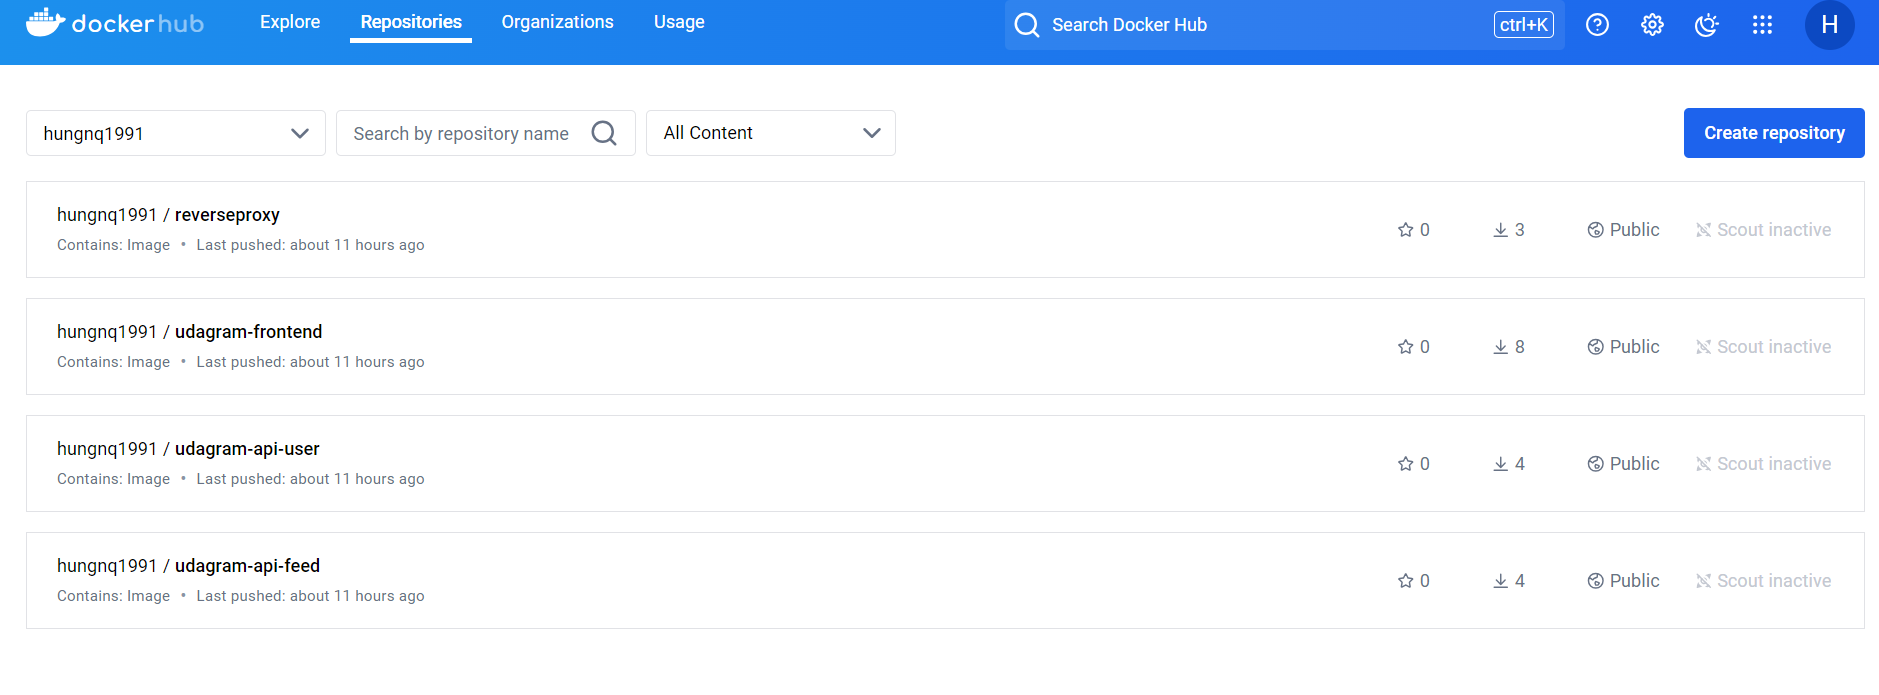 docker hub
Explore Repositories Organizations Usage
Search Docker Hub ctrl+K
H
hungnq1991
Search by repository name
All Content
Create repository
hungnq1991 / reverseproxy
Contains: Image • Last pushed: about 11 hours ago
0 3 Public Scout inactive
hungnq1991 / udagram-frontend
Contains: Image • Last pushed: about 11 hours ago
0 8 Public Scout inactive
hungnq1991 / udagram-api-user
Contains: Image • Last pushed: about 11 hours ago
0 4 Public Scout inactive
hungnq1991 / udagram-api-feed
Contains: Image • Last pushed: about 11 hours ago
0 4 Public Scout inactive